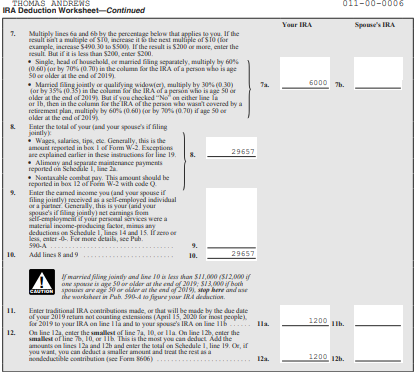 THOMAS ANDREWS 011-00-0006
IRA Deduction Worksheet—Continued
Your IRA Spouse's IRA
7. Multiply lines 6a and 6b by the percentage below that applies to you. If the
result isn't a multiple of $10, increase it to the next multiple of $10 (for
example, increase $490.30 to $500). If the result is $200 or more, enter the
result. But if it is less than $200, enter $200.
• Single, head of household, or married filing separately, multiply by 60%
(0.60) (or by 70% (0.70) in the column for the IRA of a person who is age
50 or older at the end of 2019).
• Married filing jointly or qualifying widow(er), multiply by 30% (0.30)
(or by 35% (0.35) in the column for the IRA of a person who is age 50 or
older at the end of 2019). But if you checked "No" on either line 1a
or 1b, then in the column for the IRA of the person who wasn't covered by a
retirement plan, multiply by 60% (0.60) (or by 70% (0.70) if age 50 or
older at the end of 2019).
7a. 6000 7b.
8. Enter the total of your (and your spouse's if filing
jointly):
• Wages, salaries, tips, etc. Generally, this is the
amount reported in box 1 of Form W-2. Exceptions
are explained earlier in these instructions for line 19.
• Alimony and separate maintenance payments
reported on Schedule 1, line 2a.
• Nontaxable combat pay. This amount should be
reported in box 12 of Form W-2 with code Q.
8. 29657
9. Enter the earned income you (and your spouse if
filing jointly) received as a self-employed individual
or a partner. Generally, this is your (and your
spouse's if filing jointly) net earnings from
self-employment if your personal services were a
material income-producing factor, minus any
deductions on Schedule 1, lines 14 and 15. If zero or
less, enter -0-. For more details, see Pub.
590-A 9.
10. Add lines 8 and 9 10. 29657
CAUTION
If married filing jointly and line 10 is less than $11,000 ($12,000 if
one spouse is age 50 or older at the end of 2019; $13,000 if both
spouses are age 50 or older at the end of 2019), stop here and use
the worksheet in Pub. 590-A to figure your IRA deduction.
11. Enter traditional IRA contributions made, or that will be made by the due date
of your 2019 return not counting extensions (April 15, 2020 for most people),
for 2019 to your IRA on line 11a and to your spouse's IRA on line 11b 11a. 1200 11b.
12. On line 12a, enter the smallest of line 7a, 10, or 11a. On line 12b, enter the
smallest of line 7b, 10, or 11b. This is the most you can deduct. Add the
amounts on lines 12a and 12b and enter the total on Schedule 1, line 19. Or, if
you want, you can deduct a smaller amount and treat the rest as a
nondeductible contribution (see Form 8606) 12a. 1200 12b.